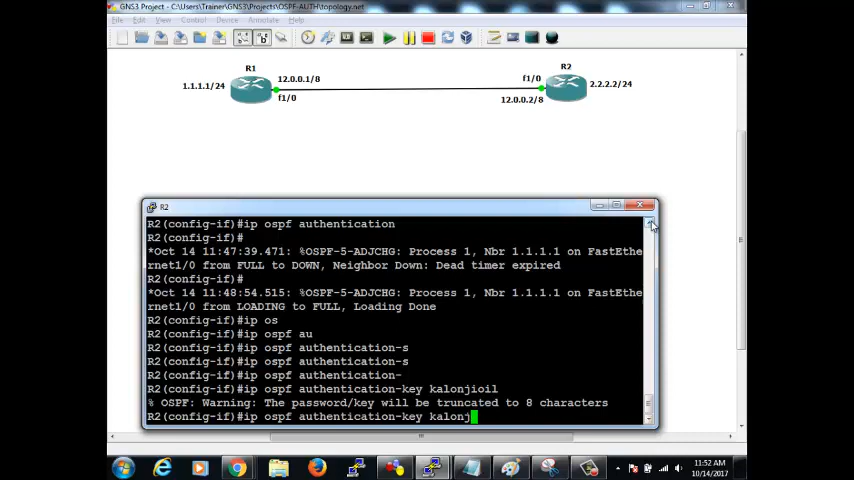 GNS3 Project - C:\Users\Trainer\GNS3\Projects\OSPF-AUTH\topology.net
File Edit View Control Device Annotate Help
R1
R2
12.0.0.1/8
f1/0
1.1.1.1/24
2.2.2.2/24
f1/0
12.0.0.2/8
R2
R2(config-if)#ip ospf authentication
R2(config-if)#
*Oct 14 11:47:39.471: %OSPF-5-ADJCHG: Process 1, Nbr 1.1.1.1 on FastEthe
rnet1/0 from FULL to DOWN, Neighbor Down: Dead timer expired
R2(config-if)#
*Oct 14 11:48:54.515: %OSPF-5-ADJCHG: Process 1, Nbr 1.1.1.1 on FastEthe
rnet1/0 from LOADING to FULL, Loading Done
R2(config-if)#ip os
R2(config-if)#ip ospf au
R2(config-if)#ip ospf authentication-s
R2(config-if)#ip ospf authentication-s
R2(config-if)#ip ospf authentication-
R2(config-if)#ip ospf authentication-key kalonjioil
% OSPF: Warning: The password/key will be truncated to 8 characters
R2(config-if)#ip ospf authentication-key kalonj
11:52 AM
10/14/2017